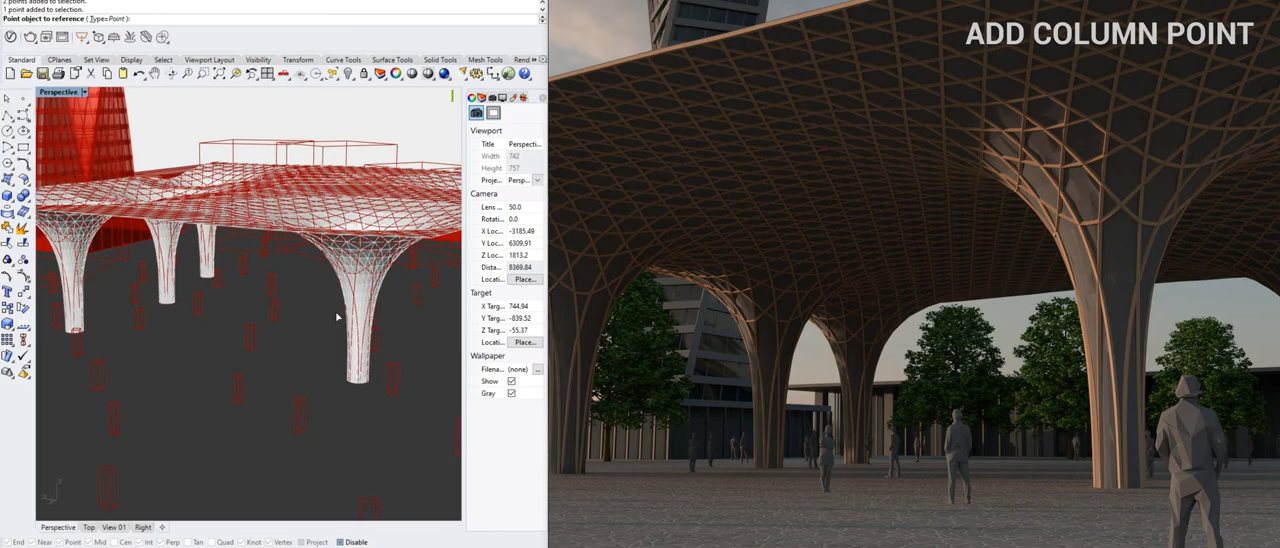 2 points added to selection.
1 point added to selection.
Point object to reference ( Type=Point ):
Standard CPlanes Set View Display Select Viewport Layout Visibility Transform Curve Tools Surface Tools Solid Tools Mesh Tools Rend »
Perspective
Viewport
Title Perspecti...
Width 742
Height 757
Proje... Persp...
Camera
Lens ... 50.0
Rotati... 0.0
X Loc... -3185.49
Y Loc... 6309.91
Z Loc... 1813.2
Dista... 8369.84
Locati... Place...
Target
X Targ... 744.94
Y Targ... -839.52
Z Targ... -55.37
Locati... Place...
Wallpaper
Filena... (none) ...
Show
Gray
Perspective Top View 01 Right
End Near Point Mid Cen Int Perp Tan Quad Knot Vertex Project Disable
ADD COLUMN POINT